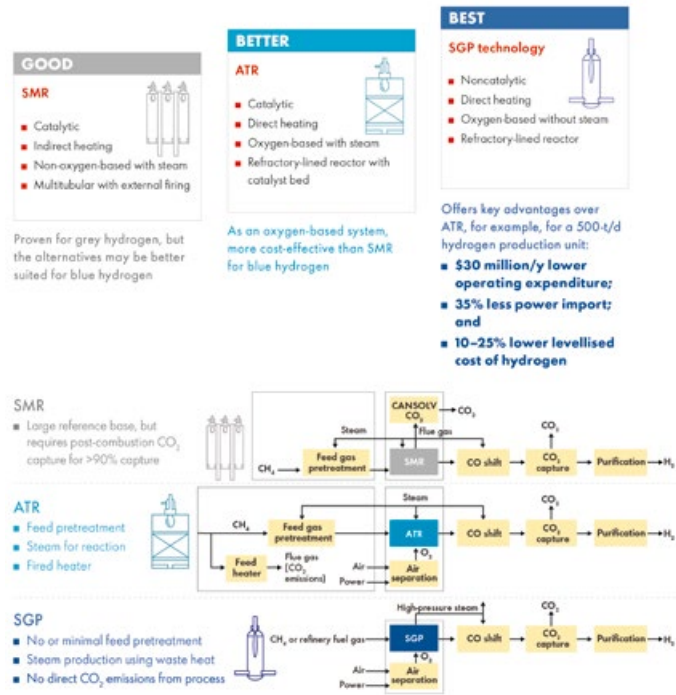 GOOD
SMR
▪ Catalytic
▪ Indirect heating
▪ Non-oxygen-based with steam
▪ Multitubular with external firing
Proven for grey hydrogen, but
the alternatives may be better
suited for blue hydrogen
BETTER
ATR
▪ Catalytic
▪ Direct heating
▪ Oxygen-based with steam
▪ Refractory-lined reactor with
catalyst bed
As an oxygen-based system,
more cost-effective than SMR
for blue hydrogen
BEST
SGP technology
▪ Noncatalytic
▪ Direct heating
▪ Oxygen-based without steam
▪ Refractory-lined reactor
Offers key advantages over
ATR, for example, for a 500-t/d
hydrogen production unit:
▪ $30 million/y lower
operating expenditure;
▪ 35% less power import;
and
▪ 10–25% lower levellised
cost of hydrogen
SMR
▪ Large reference base, but
requires post-combustion CO₂
capture for >90% capture
CH₄
Feed gas
pretreatment
Steam
CANSOLV
CO₂
CO₂
Flue gas
SMR
CO shift
CO₂
CO₂
capture
Purification
H₂
ATR
▪ Feed pretreatment
▪ Steam for reaction
▪ Fired heater
CH₄
Feed gas
pretreatment
Feed
heater
Flue gas
(CO₂
emissions)
Steam
ATR
O₂
Air
Power
Air
separation
CO shift
CO₂
CO₂
capture
Purification
H₂
SGP
▪ No or minimal feed pretreatment
▪ Steam production using waste heat
▪ No direct CO₂ emissions from process
CH₄ or refinery fuel gas
High-pressure steam
SGP
O₂
Air
Power
Air
separation
CO shift
CO₂
CO₂
capture
Purification
H₂